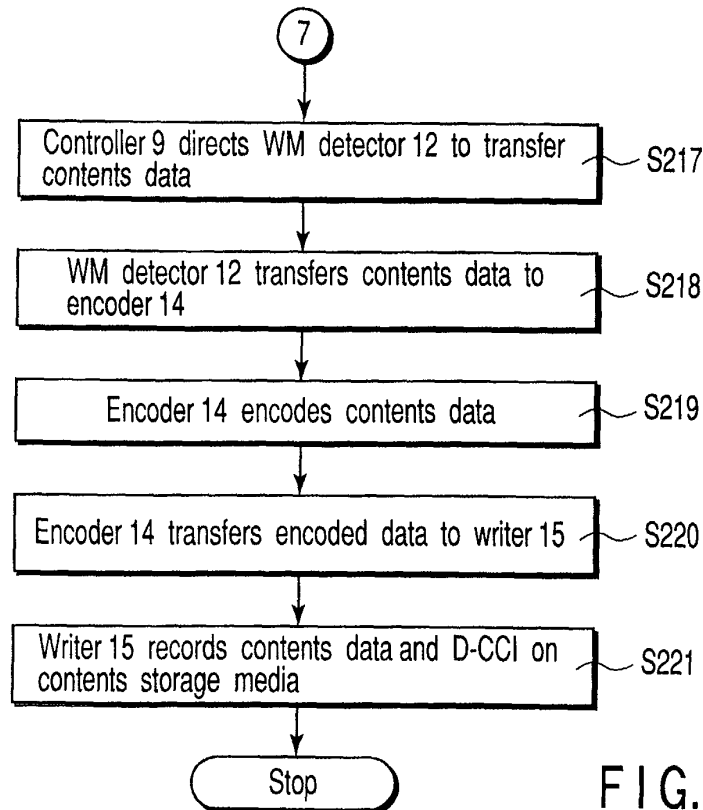 7
Controller 9 directs WM detector 12 to transfer
contents data
S217
WM detector 12 transfers contents data to
encoder 14
S218
Encoder 14 encodes contents data
S219
Encoder 14 transfers encoded data to writer 15
S220
Writer 15 records contents data and D-CCI on
contents storage media
S221
Stop
FIG.